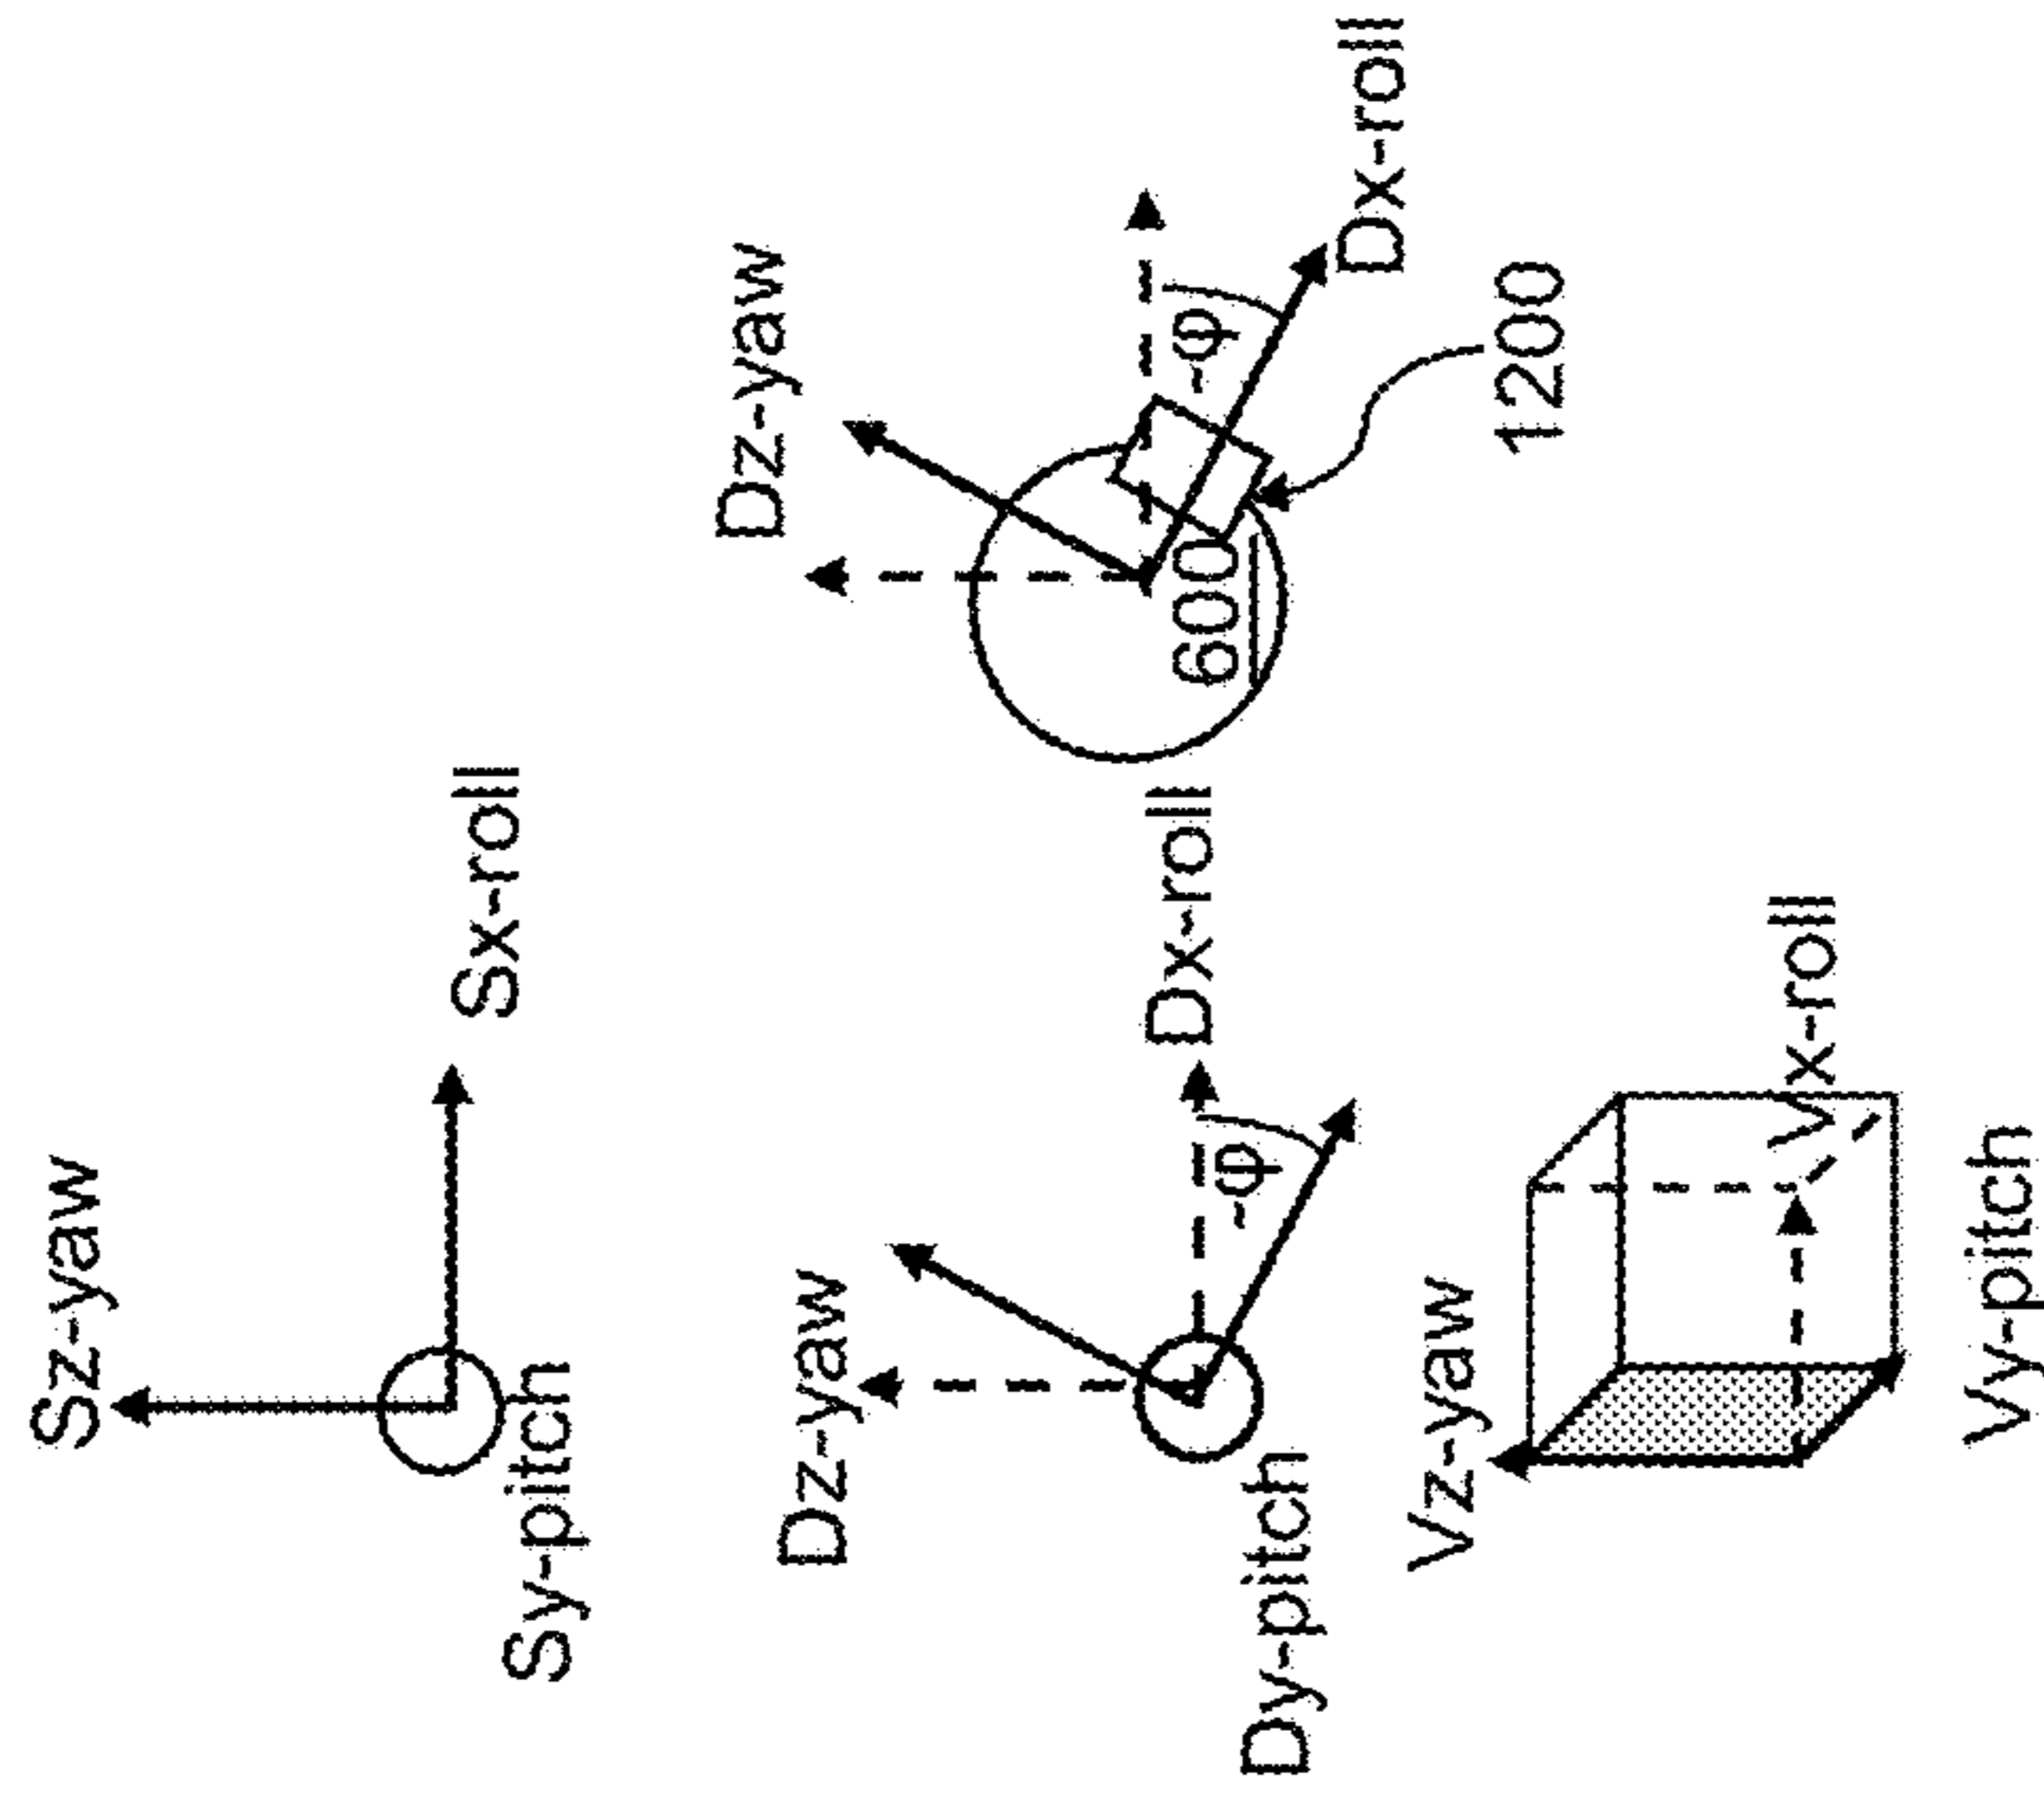 Sz-yaw
Sx-roll
Sy-pitch
Dz-yaw
Dx-roll
-φ
Dy-pitch
Dz-yaw
-φ
Dx-roll
600
1200
Vz-yaw
Vx-roll
Vy-pitch